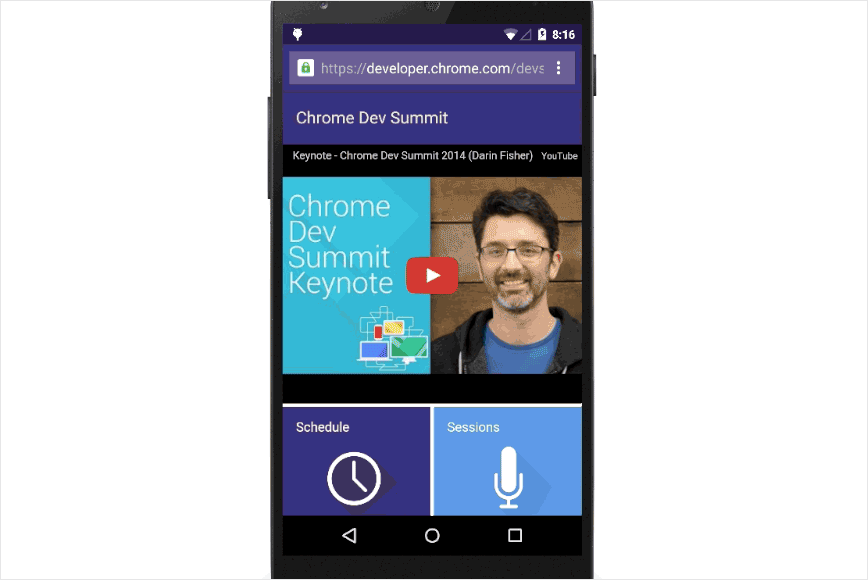 8:16
https://developer.chrome.com/devs
Chrome Dev Summit
Keynote - Chrome Dev Summit 2014 (Darin Fisher) YouTube
Chrome
Dev
Summit
Keynote
Schedule
Sessions